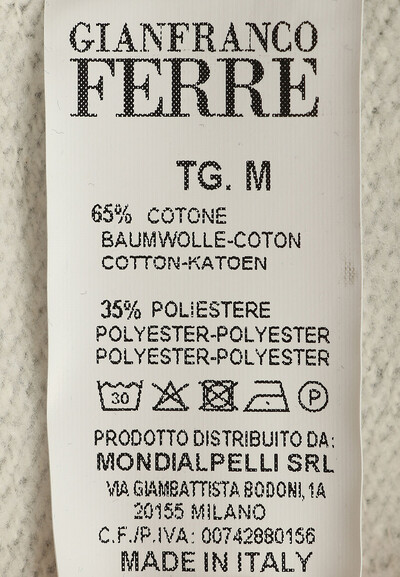 GIANFRANCO
FERRE
TG. M
65% COTONE
BAUMWOLLE-COTON
COTTON-KATOEN
35% POLIESTERE
POLYESTER-POLYESTER
POLYESTER-POLYESTER
30 P
PRODOTTO DISTRIBUITO DA:
MONDIALPELLI SRL
VIA GIAMBATTISTA BODONI, 1A
20155 MILANO
C.F./P.IVA: 00742880156
MADE IN ITALY